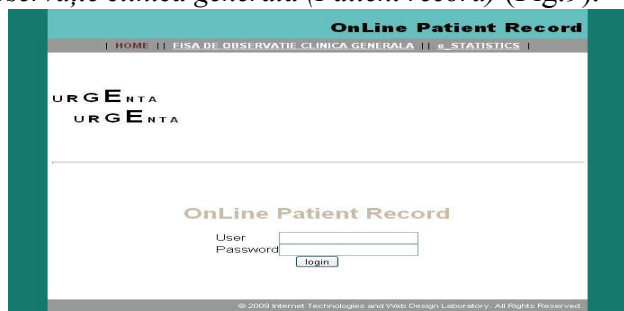 servație clinică generală (Patient record) (Fig.9).
OnLine Patient Record
| HOME || FISA DE OBSERVATIE CLINICA GENERALA || e_STATISTICS |
URGENTA
URGENTA
OnLine Patient Record
User
Password
login
© 2009 Internet Technologies and Web Design Laboratory. All Rights Reserved.